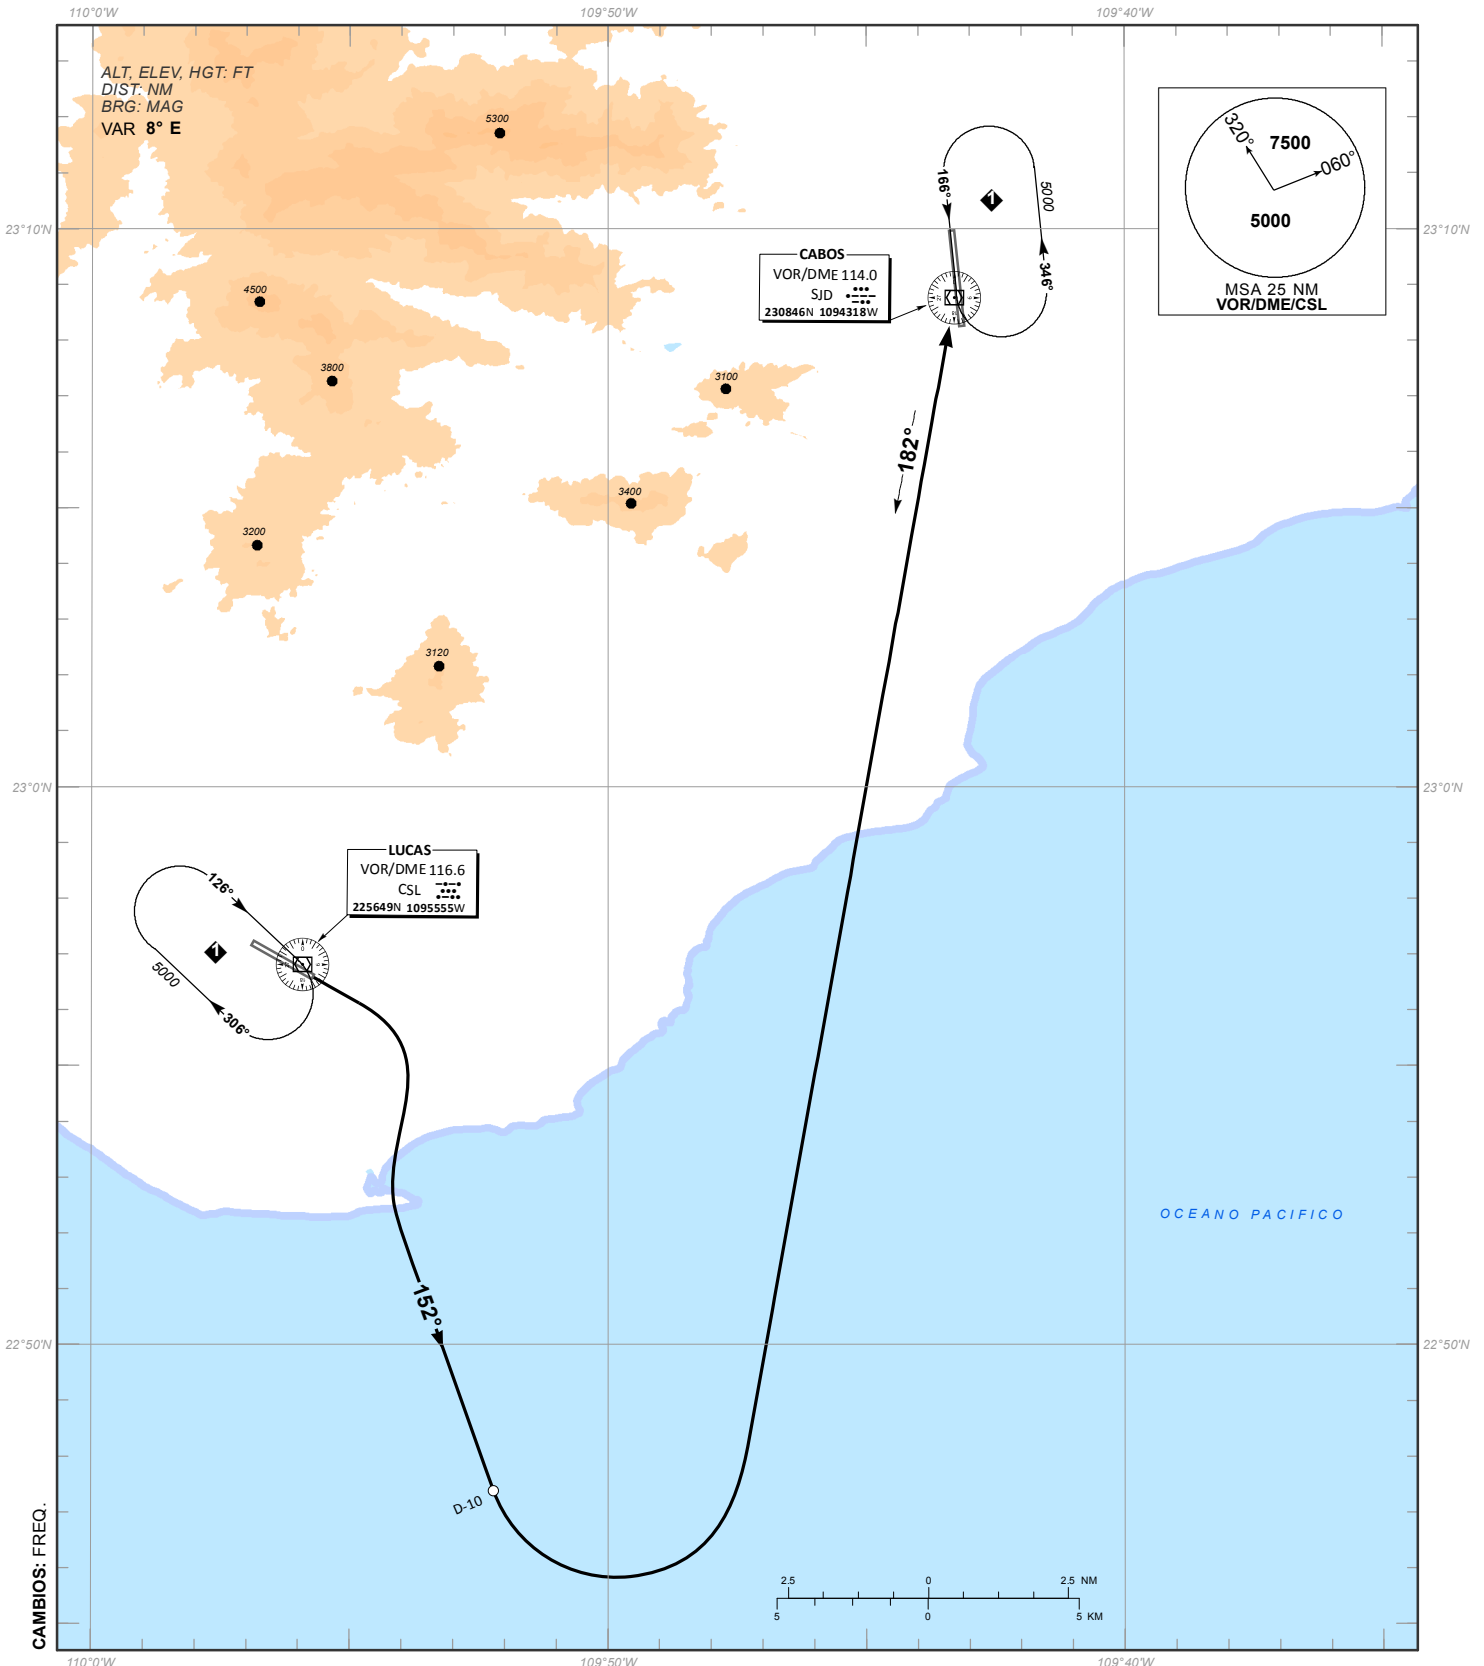 110°0'W
109°50'W
109°40'W
ALT, ELEV, HGT: FT
DIST: NM
BRG: MAG
VAR 8° E
5300
320°
7500
060°
5000
MSA 25 NM
VOR/DME/CSL
166°
1
5000
346°
23°10'N
23°10'N
CABOS
VOR/DME 114.0
SJD
230846N 1094318W
4500
3800
3100
182°
3400
3200
3120
23°0'N
23°0'N
LUCAS
VOR/DME 116.6
CSL
225649N 1095555W
126°
1
5000
306°
OCEANO PACIFICO
152°
22°50'N
22°50'N
D-10
CAMBIOS: FREQ.
2.5 0 2.5 NM
5 0 5 KM
110°0'W
109°50'W
109°40'W